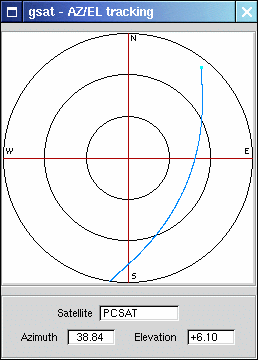 gsat - AZ/EL tracking
N
W
E
S
Satellite PCSAT
Azimuth 38.84 Elevation +6.10